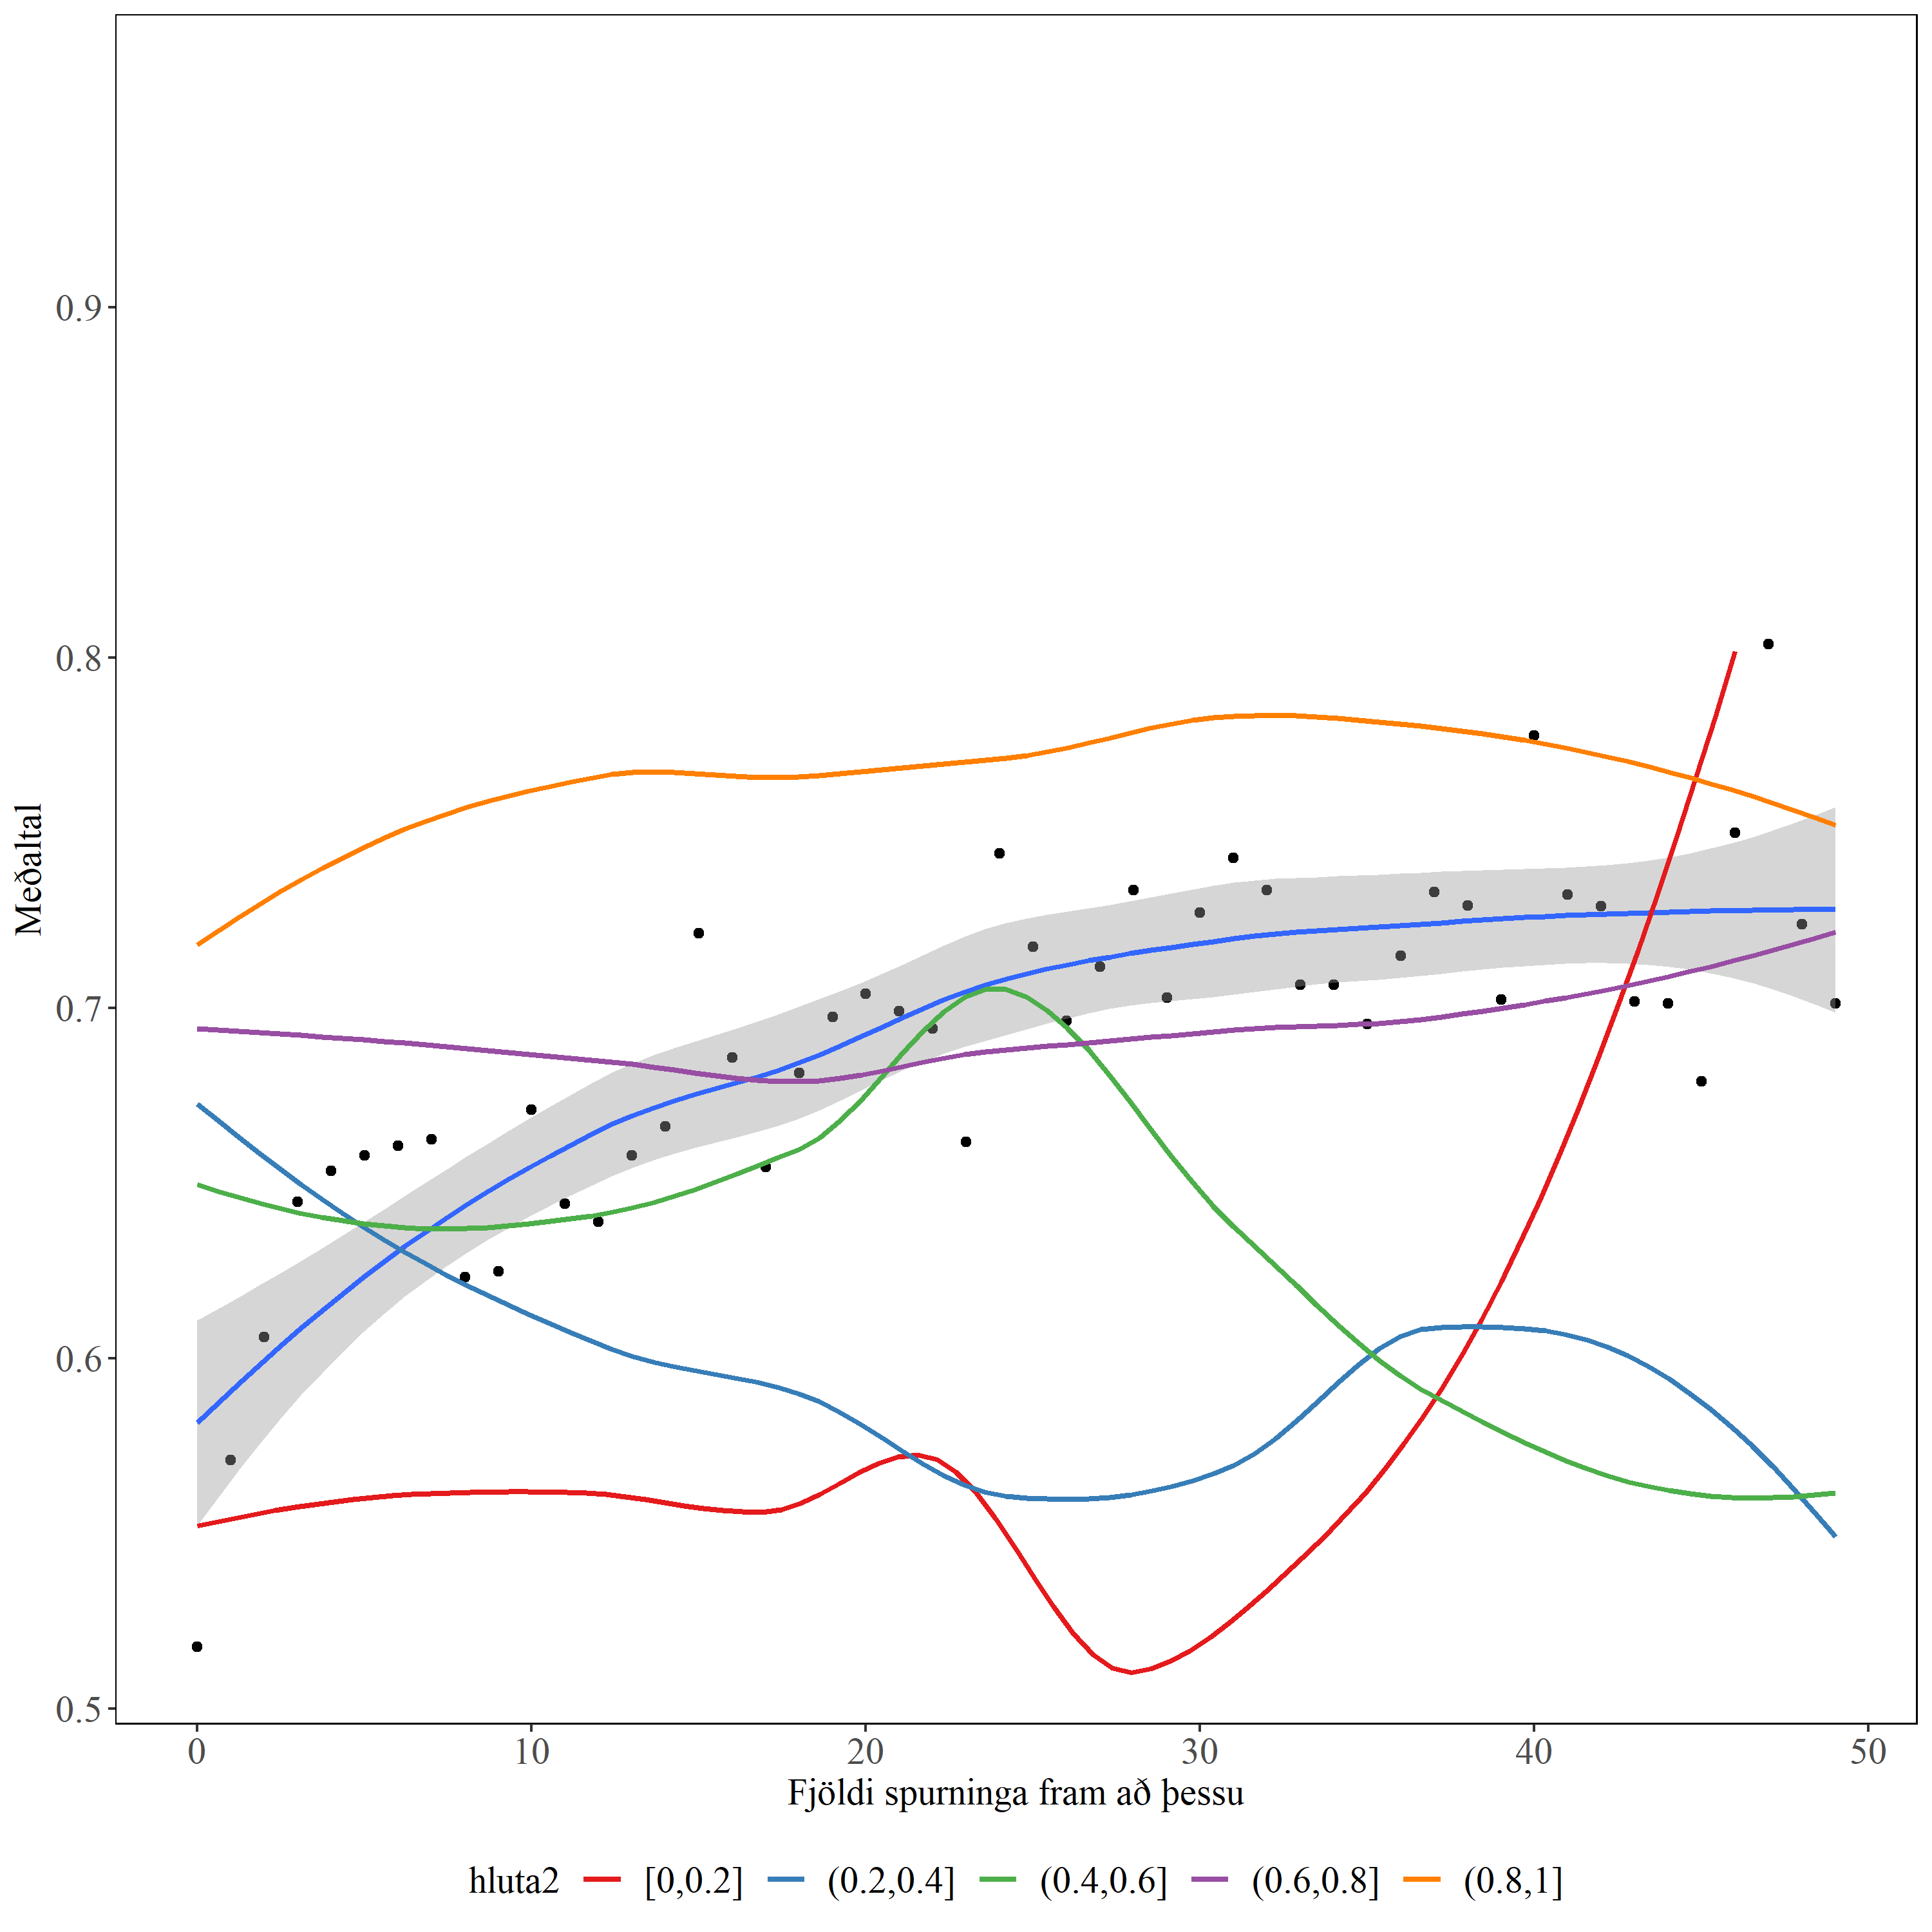 Meðaltal
0.9
0.8
0.7
0.6
0.5
0 10 20 30 40 50
Fjöldi spurninga fram að þessu
hluta2 [0,0.2] (0.2,0.4] (0.4,0.6] (0.6,0.8] (0.8,1]